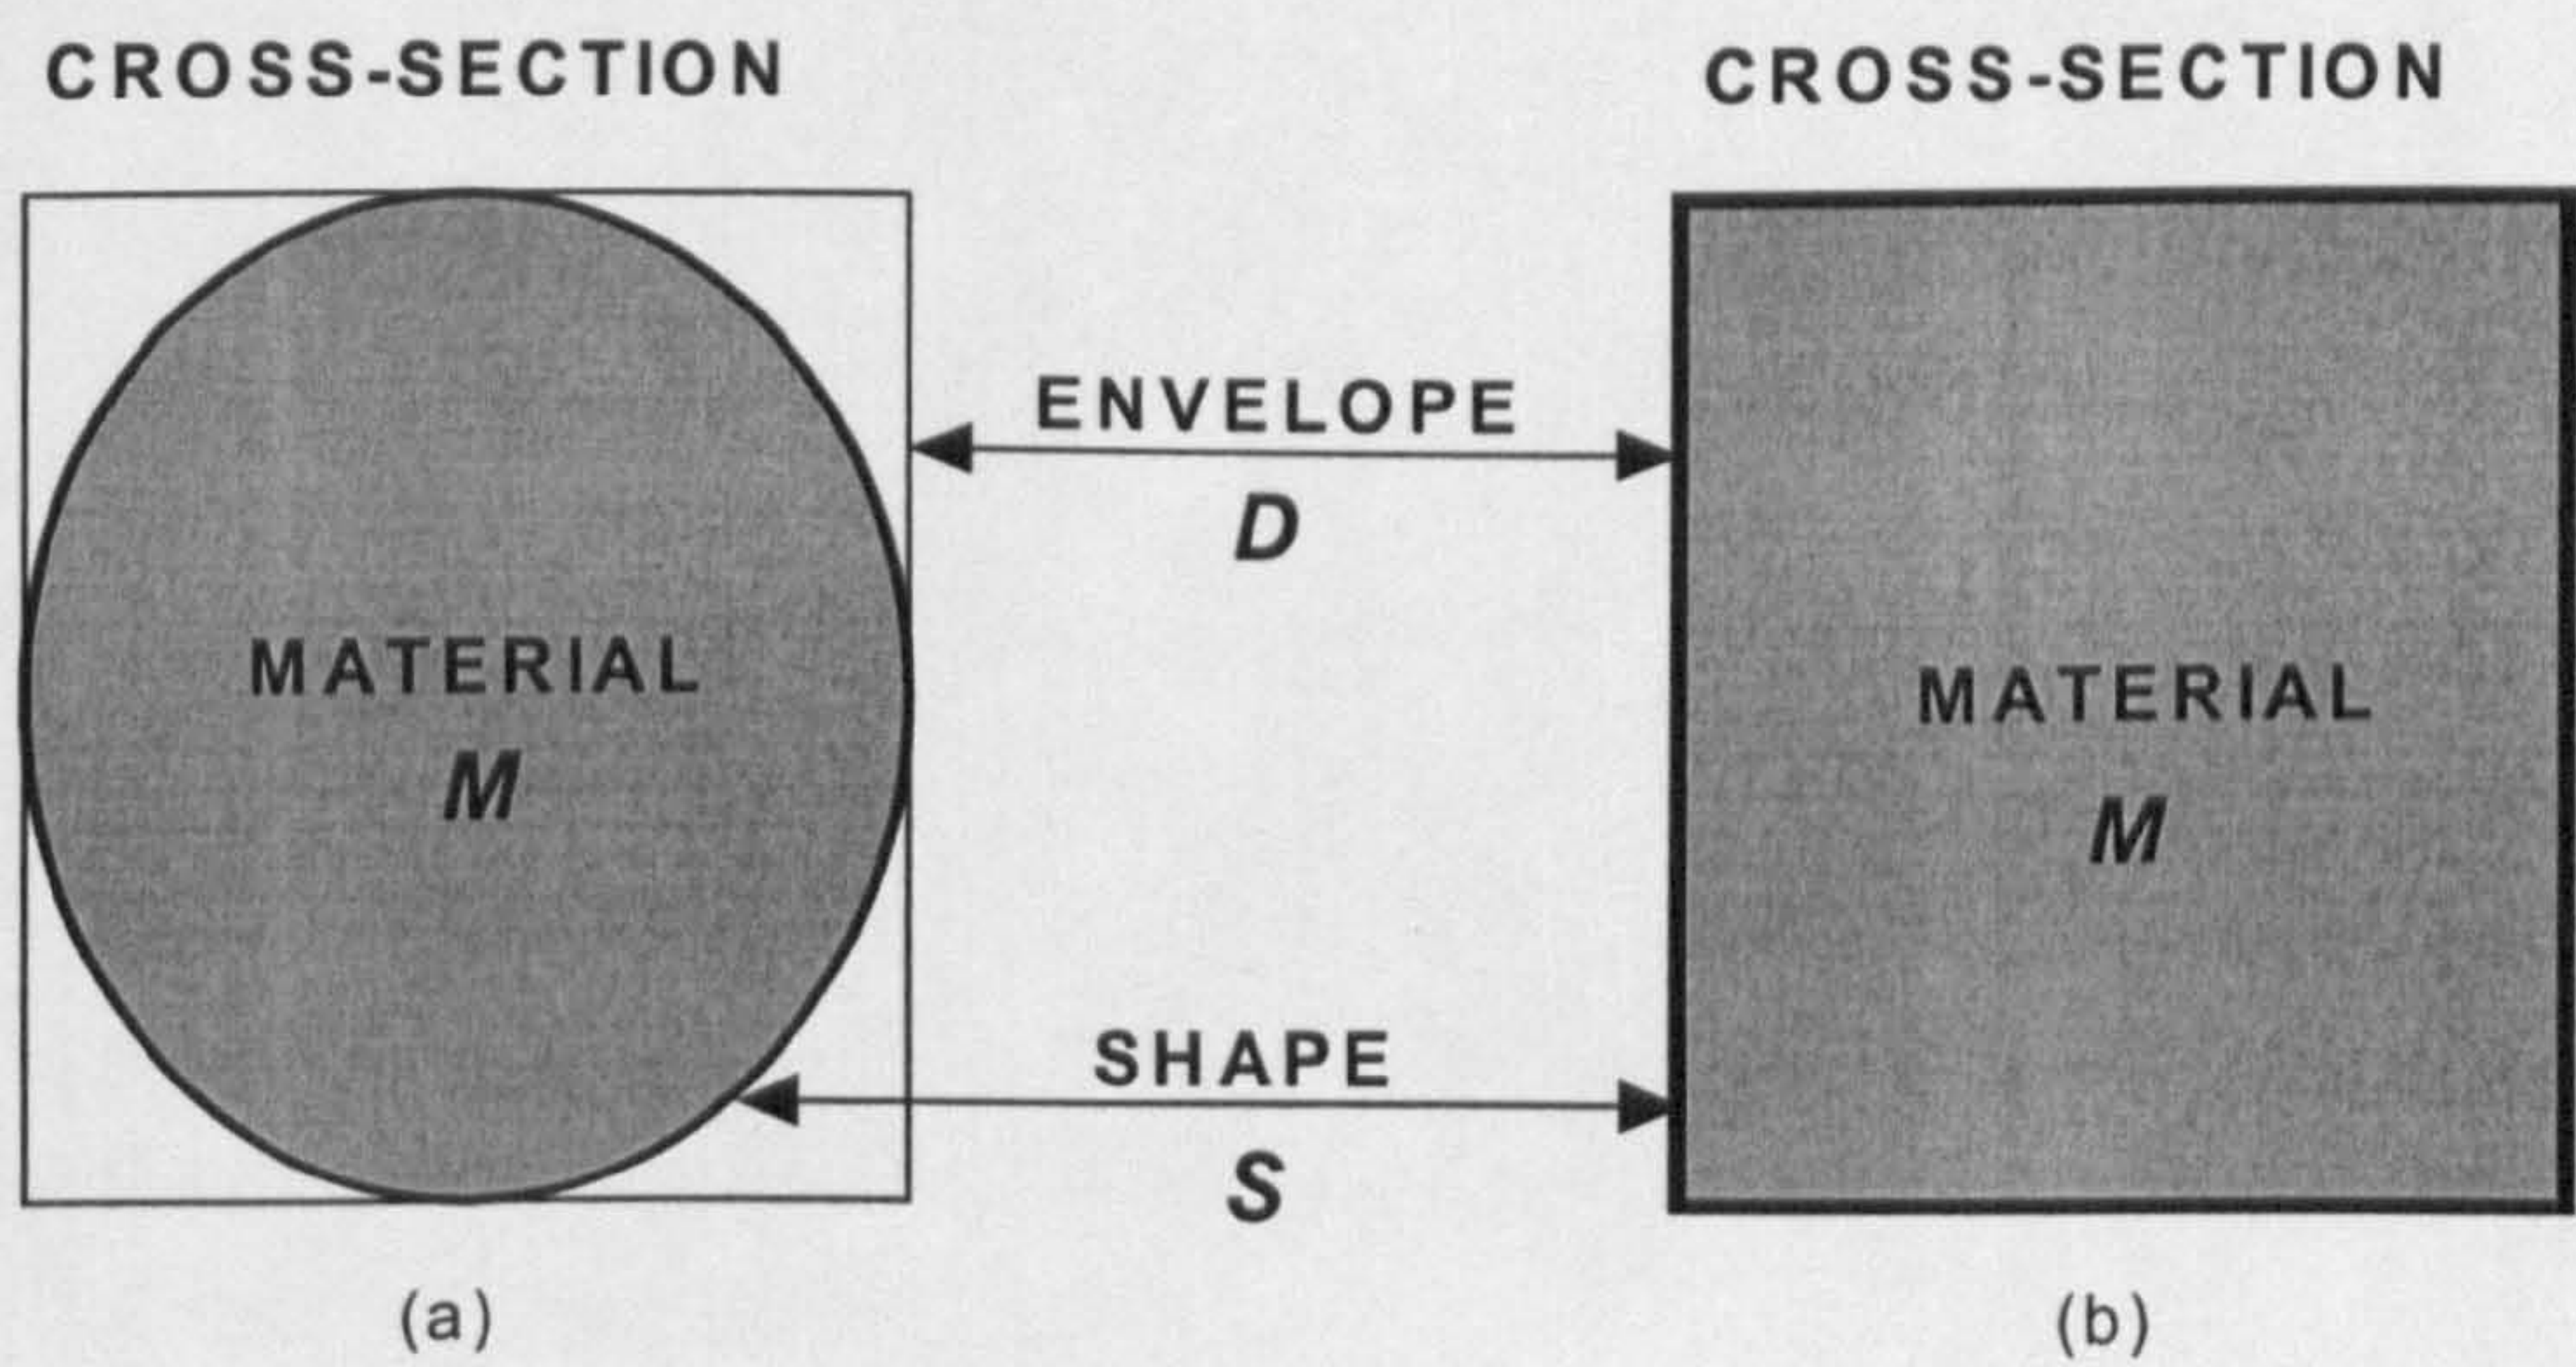 CROSS-SECTION
CROSS-SECTION
ENVELOPE
D
MATERIAL
M
MATERIAL
M
SHAPE
S
(a)
(b)